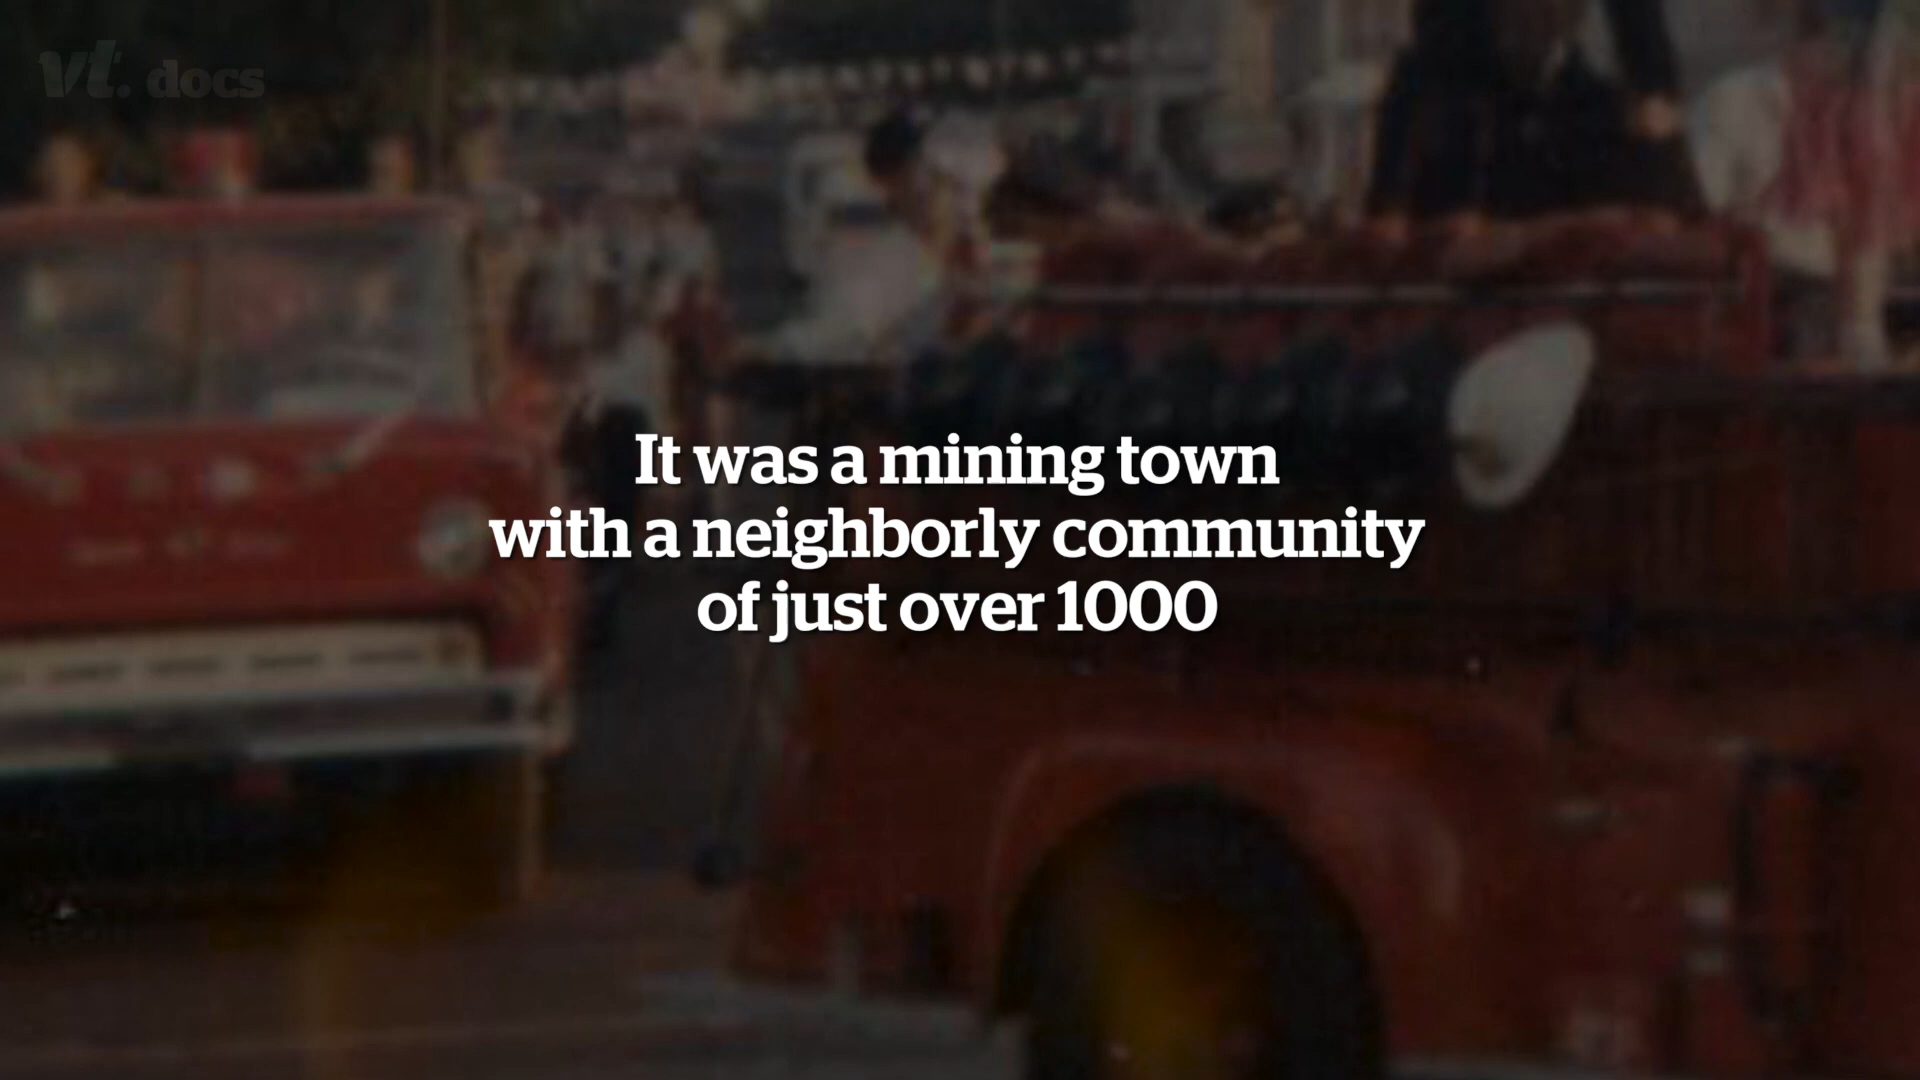 vt. docs
It was a mining town
with a neighborly community
of just over 1000